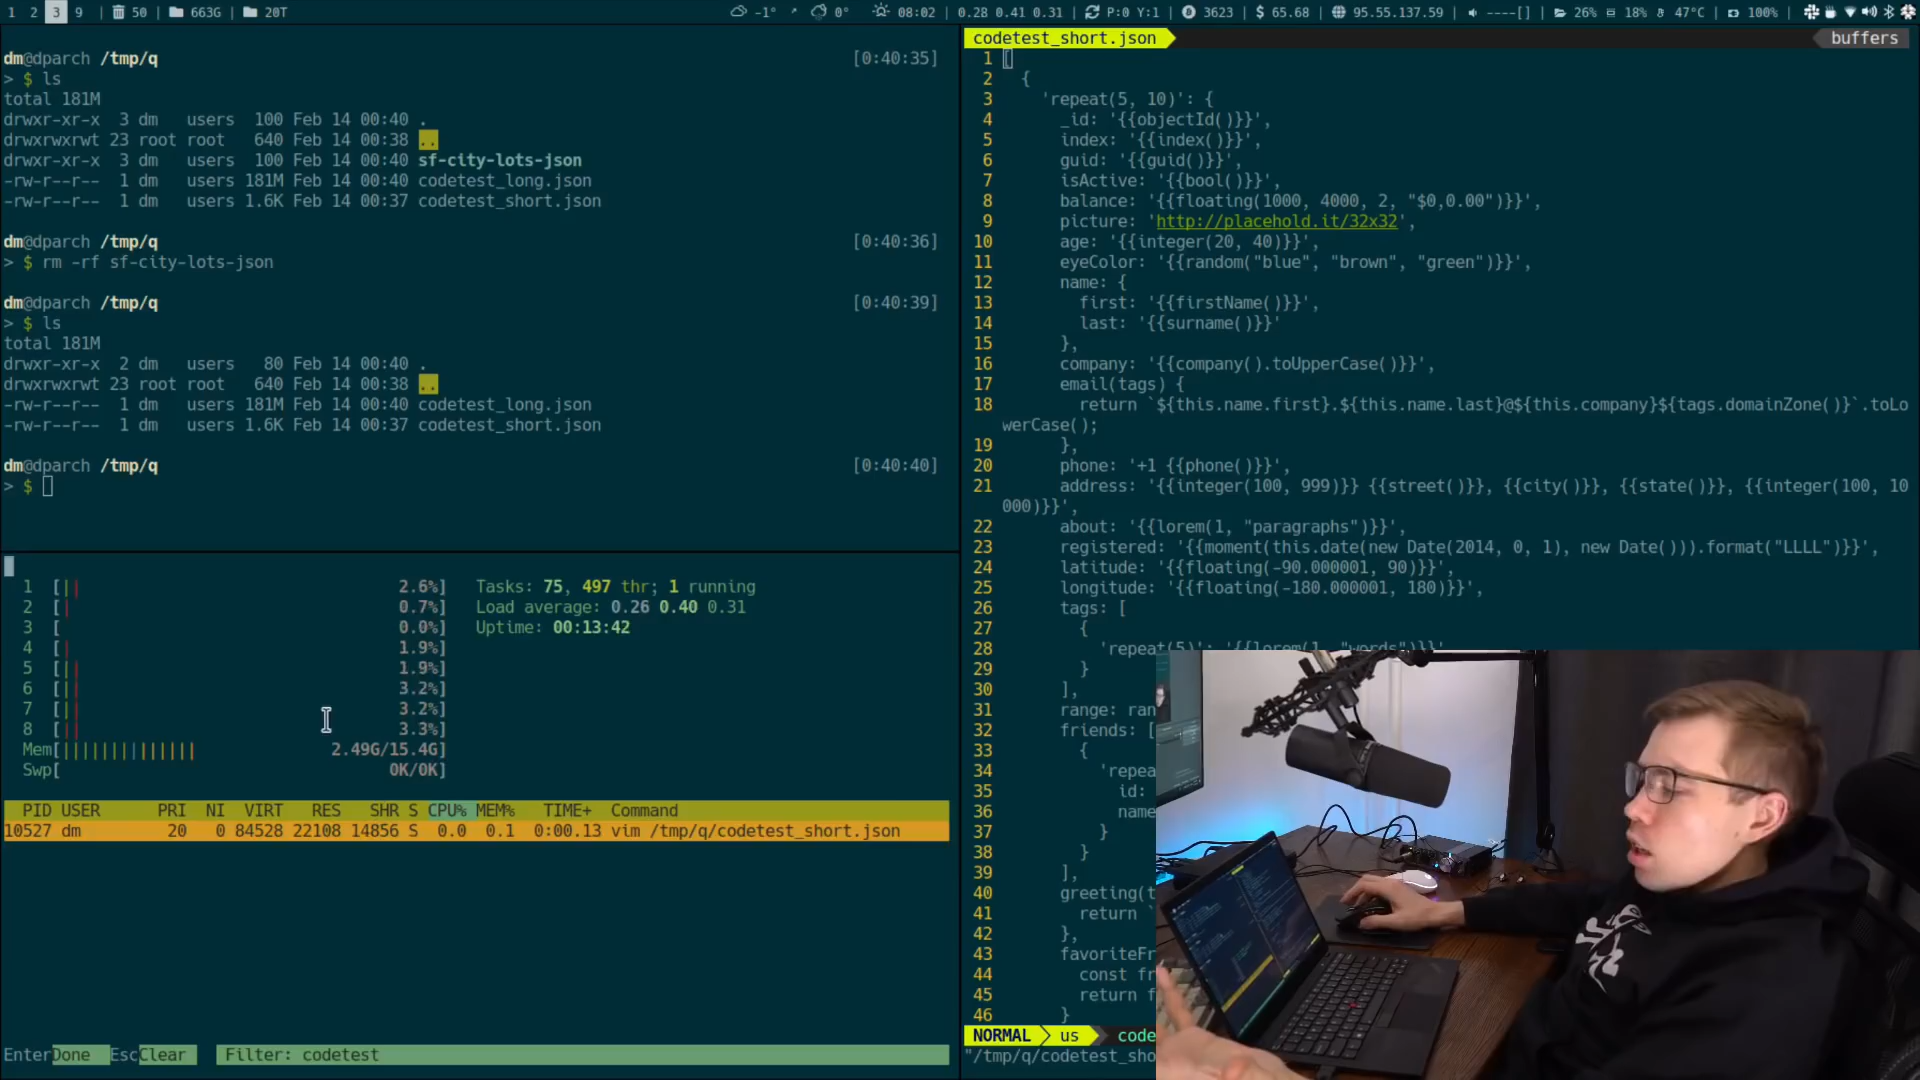 1 2 3 9 50 663G 20T -1° 0° 08:02 0.28 0.41 0.31 P:0 Y:1 3623 $ 65.68 95.55.137.59 ----[] 26% 18% 47°C 100%
dm@dparch /tmp/q [0:40:35]
> $ ls
total 181M
drwxr-xr-x 3 dm users 100 Feb 14 00:40 .
drwxrwxrwt 23 root root 640 Feb 14 00:38 ..
drwxr-xr-x 3 dm users 100 Feb 14 00:40 sf-city-lots-json
-rw-r--r-- 1 dm users 181M Feb 14 00:40 codetest_long.json
-rw-r--r-- 1 dm users 1.6K Feb 14 00:37 codetest_short.json
dm@dparch /tmp/q [0:40:36]
> $ rm -rf sf-city-lots-json
dm@dparch /tmp/q [0:40:39]
> $ ls
total 181M
drwxr-xr-x 2 dm users 80 Feb 14 00:40 .
drwxrwxrwt 23 root root 640 Feb 14 00:38 ..
-rw-r--r-- 1 dm users 181M Feb 14 00:40 codetest_long.json
-rw-r--r-- 1 dm users 1.6K Feb 14 00:37 codetest_short.json
dm@dparch /tmp/q [0:40:40]
> $
1 [|| 2.6%] Tasks: 75, 497 thr; 1 running
2 [| 0.7%] Load average: 0.26 0.40 0.31
3 [ 0.0%] Uptime: 00:13:42
4 [| 1.9%]
5 [|| 1.9%]
6 [|| 3.2%]
7 [|| 3.2%]
8 [|| 3.3%]
Mem[|||||||||||||| 2.49G/15.4G]
Swp[ 0K/0K]
PID USER PRI NI VIRT RES SHR S CPU% MEM% TIME+ Command
10527 dm 20 0 84528 22108 14856 S 0.0 0.1 0:00.13 vim /tmp/q/codetest_short.json
EnterDone EscClear Filter: codetest
codetest_short.json buffers
1 [
2 {
3 'repeat(5, 10)': {
4 _id: '{{objectId()}}',
5 index: '{{index()}}',
6 guid: '{{guid()}}',
7 isActive: '{{bool()}}',
8 balance: '{{floating(1000, 4000, 2, "$0,0.00")}}',
9 picture: 'http://placehold.it/32x32',
10 age: '{{integer(20, 40)}}',
11 eyeColor: '{{random("blue", "brown", "green")}}',
12 name: {
13 first: '{{firstName()}}',
14 last: '{{surname()}}'
15 },
16 company: '{{company().toUpperCase()}}',
17 email(tags) {
18 return `${this.name.first}.${this.name.last}@${this.company}${tags.domainZone()}`.toLo
werCase();
19 },
20 phone: '+1 {{phone()}}',
21 address: '{{integer(100, 999)}} {{street()}}, {{city()}}, {{state()}}, {{integer(100, 10
000)}}',
22 about: '{{lorem(1, "paragraphs")}}',
23 registered: '{{moment(this.date(new Date(2014, 0, 1), new Date())).format("LLLL")}}',
24 latitude: '{{floating(-90.000001, 90)}}',
25 longitude: '{{floating(-180.000001, 180)}}',
26 tags: [
27 {
28 'repeat(5)': '{{lorem(1, "words")}}'
29 }
30 ],
31 range: ran
32 friends: [
33 {
34 'repea
35 id:
36 name
37 }
38 }
39 ],
40 greeting(t
41 return `
42 },
43 favoriteFr
44 const fr
45 return f
46 }
NORMAL us code
"/tmp/q/codetest_sho